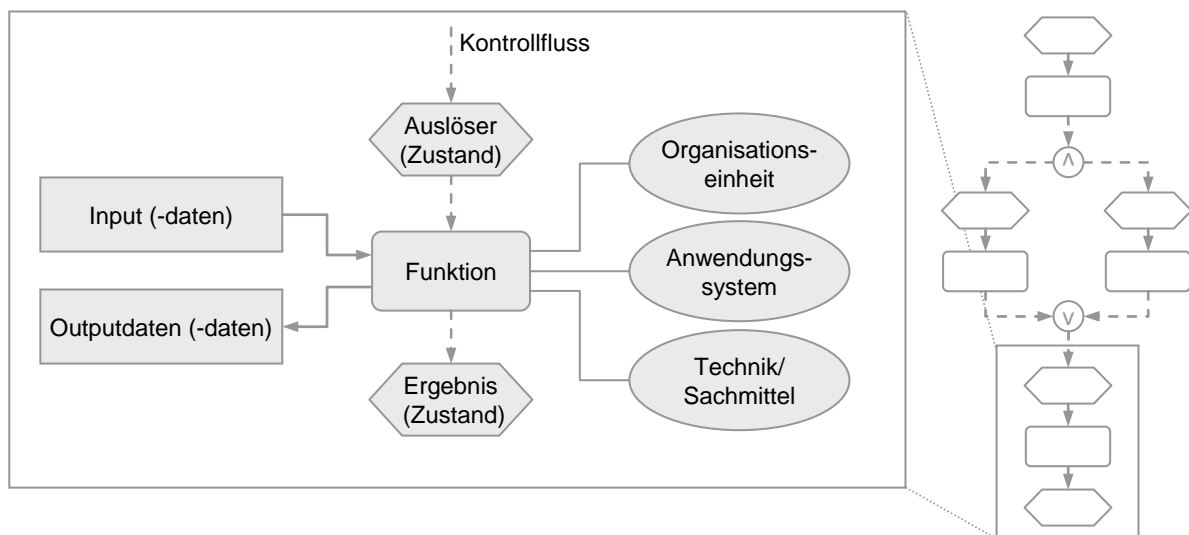 Kontrollfluss
Auslöser
(Zustand)
Organisations-
einheit
Input (-daten)
Funktion
Anwendungs-
system
Outputdaten (-daten)
Ergebnis
(Zustand)
Technik/
Sachmittel
∧
∨